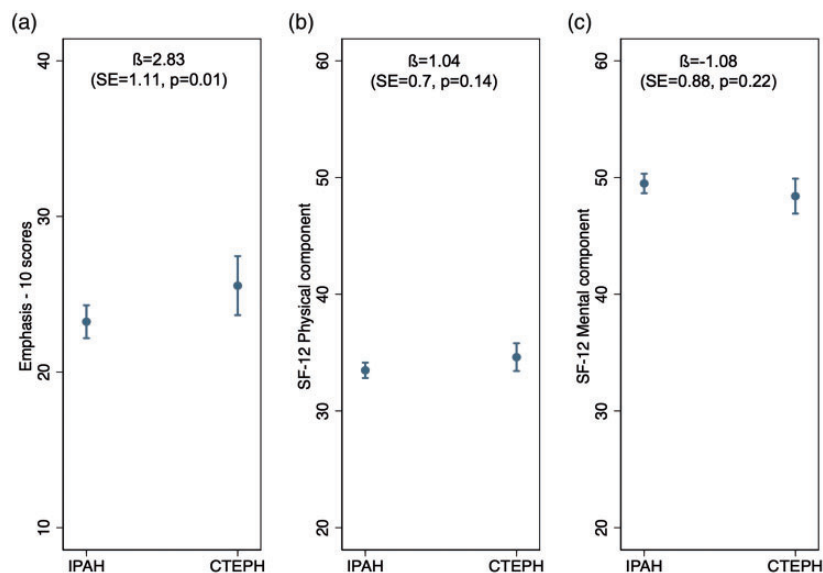 (a)
ß=2.83
(SE=1.11, p=0.01)
Emphasis - 10 scores
40
30
20
10
IPAH
CTEPH
(b)
ß=1.04
(SE=0.7, p=0.14)
SF-12 Physical component
60
50
40
30
20
IPAH
CTEPH
(c)
ß=-1.08
(SE=0.88, p=0.22)
SF-12 Mental component
60
50
40
30
20
IPAH
CTEPH